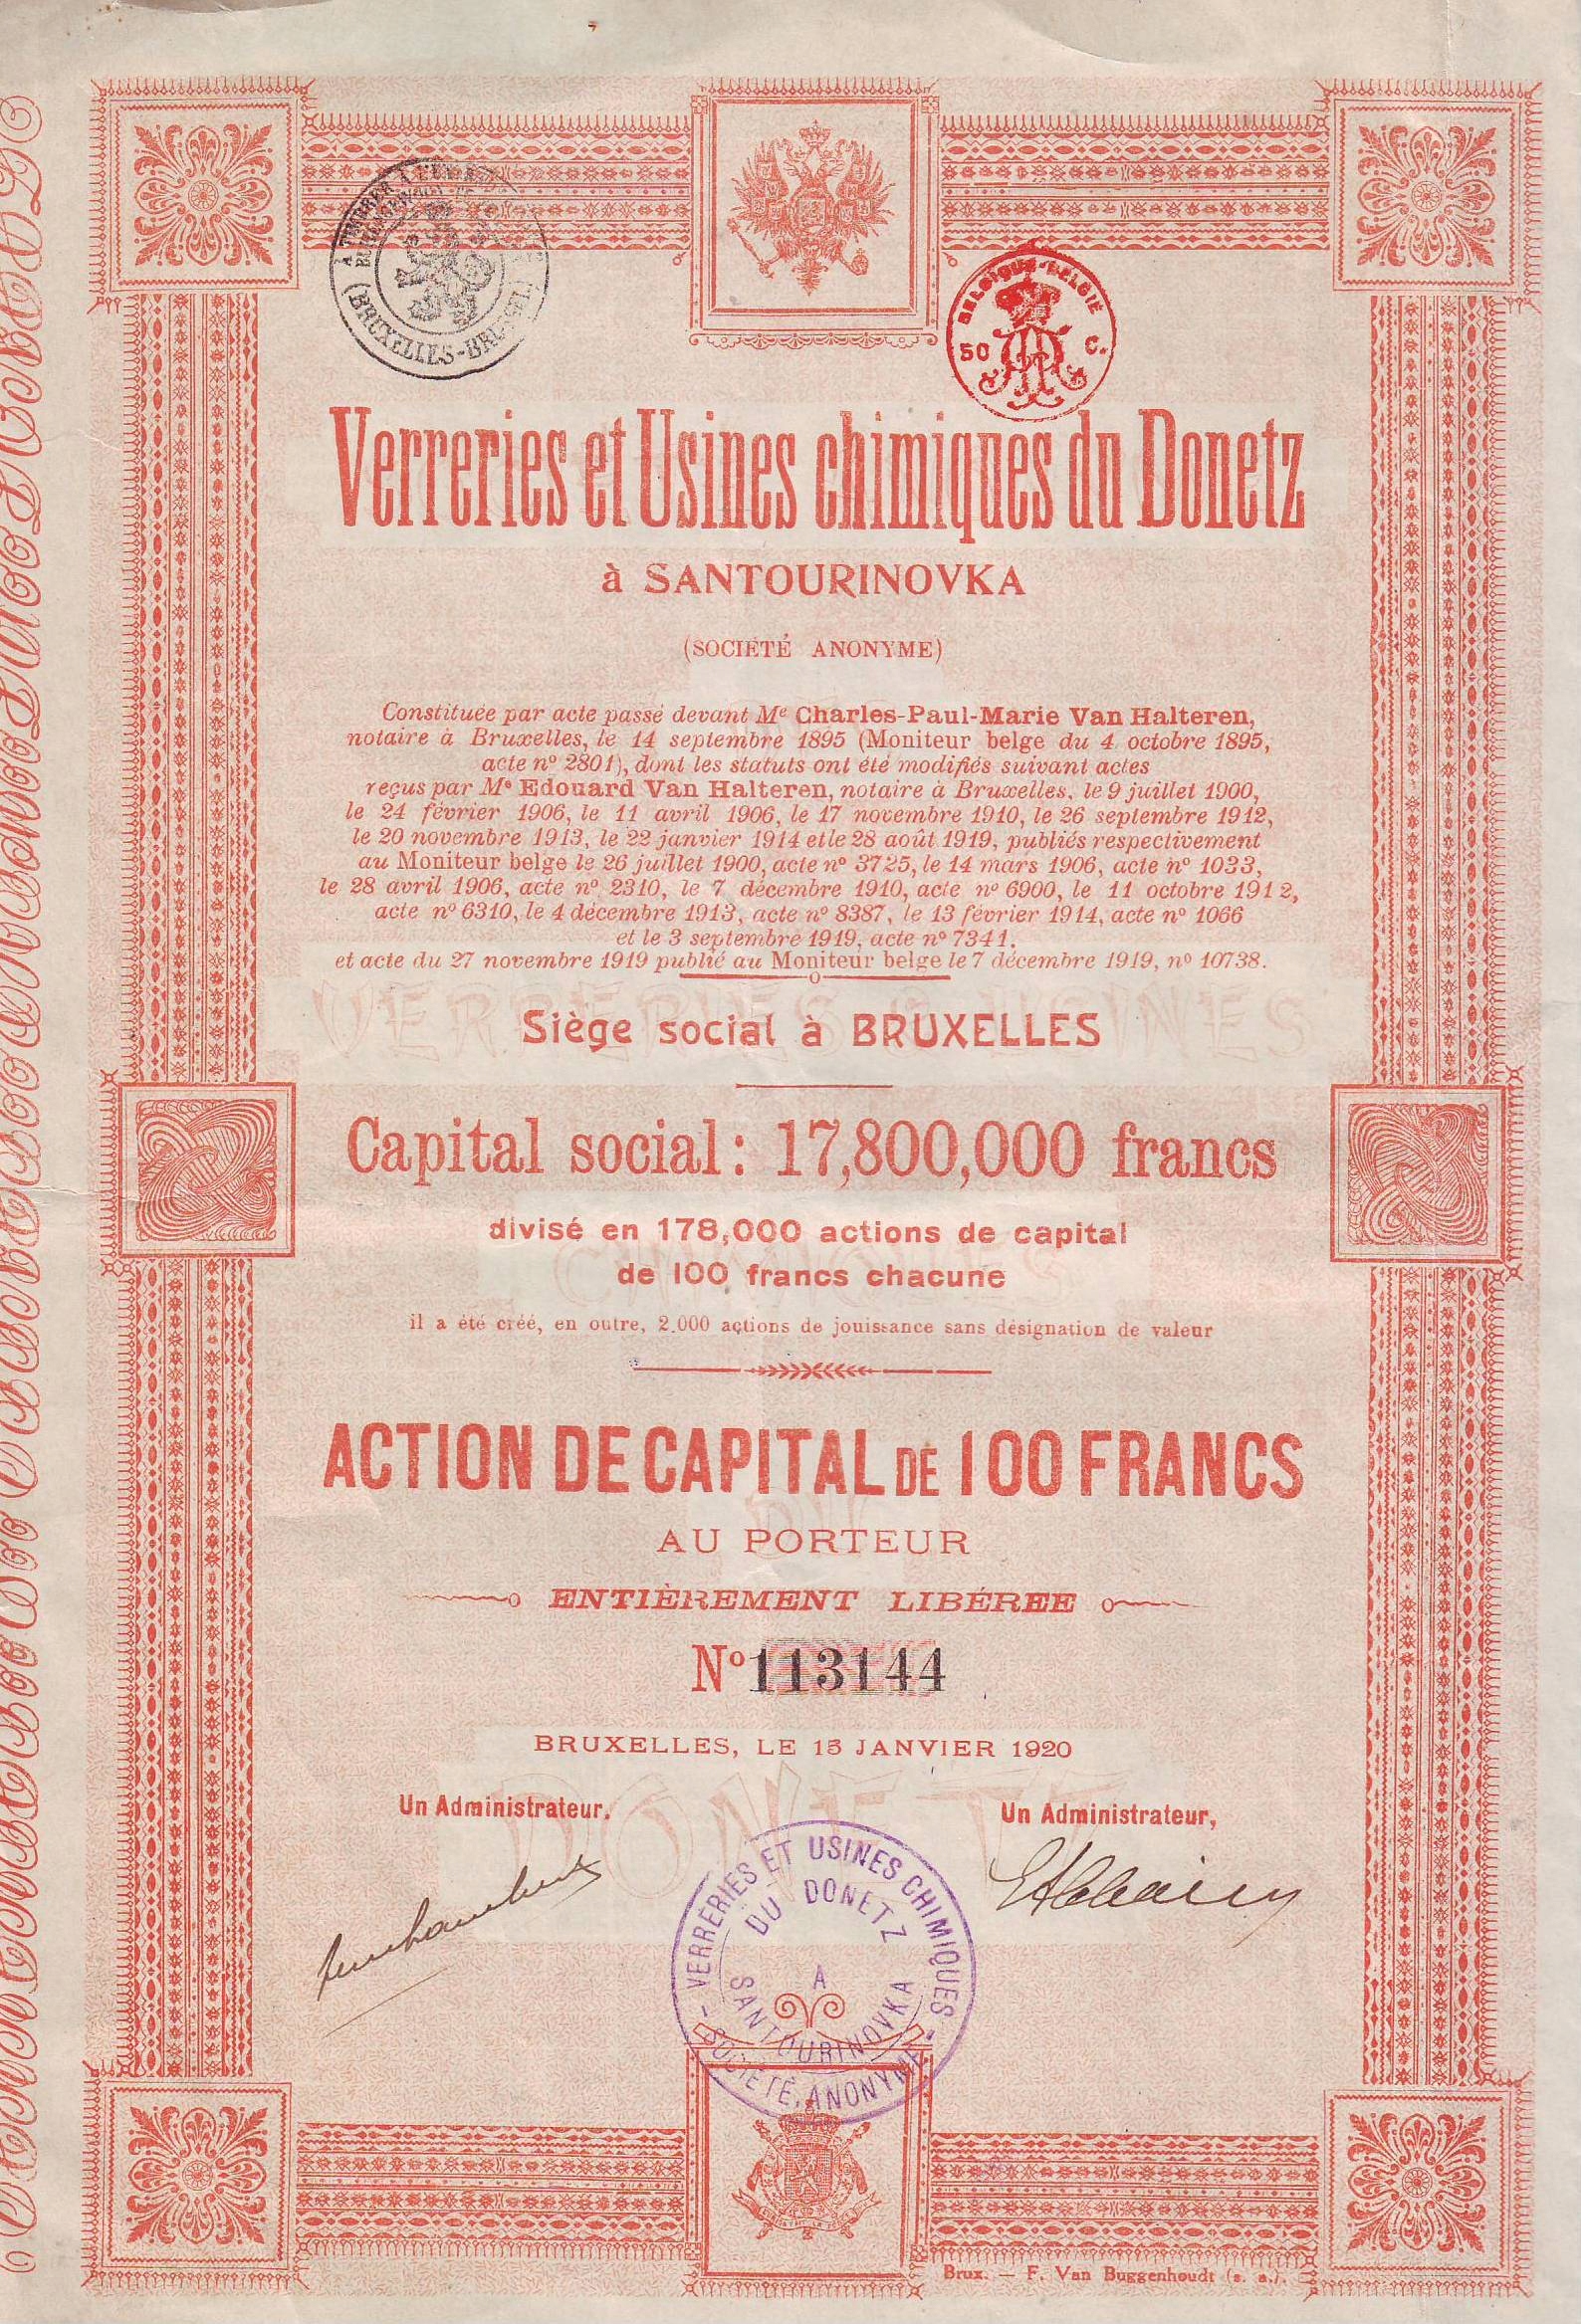 BELGIQUE-BELGIË
50 C.
(BRUXELLES-BRUSSEL)
Verreries et Usines chimiques du Donetz
à SANTOURINOVKA
(SOCIÉTÉ ANONYME)
Constituée par acte passé devant Me Charles-Paul-Marie Van Halteren,
notaire à Bruxelles, le 14 septembre 1895 (Moniteur belge du 4 octobre 1895,
acte no 2801), dont les statuts ont été modifiés suivant actes
reçus par Me Edouard Van Halteren, notaire à Bruxelles, le 9 juillet 1900,
le 24 février 1906, le 11 avril 1906, le 17 novembre 1910, le 26 septembre 1912,
le 20 novembre 1913, le 22 janvier 1914 et le 28 août 1919, publiés respectivement
au Moniteur belge le 26 juillet 1900, acte no 3725, le 14 mars 1906, acte no 1033,
le 28 avril 1906, acte no 2310, le 7 décembre 1910, acte no 6900, le 11 octobre 1912,
acte no 6310, le 4 décembre 1913, acte no 8387, le 13 février 1914, acte no 1066
et le 3 septembre 1919, acte no 7341.
et acte du 27 novembre 1919 publié au Moniteur belge le 7 décembre 1919, no 10738.
VERRERIES & USINES
Siège social à BRUXELLES
Capital social : 17,800,000 francs
divisé en 178,000 actions de capital
de 100 francs chacune
il a été créé, en outre, 2.000 actions de jouissance sans désignation de valeur
ACTION DE CAPITAL DE 100 FRANCS
AU PORTEUR
ENTIÈREMENT LIBÉREE
No 113144
BRUXELLES, LE 15 JANVIER 1920
DONETZ
Un Administrateur.
Un Administrateur,
VERRERIES ET USINES CHIMIQUES
DU DONETZ
A
SANTOURINOVKA
SOCIÉTÉ ANONYME
Brux. — F. Van Buggenhoudt (s. a.).